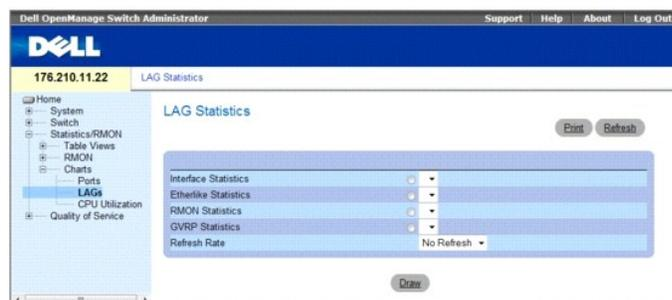 Dell OpenManage Switch Administrator Support Help About Log Out
DELL
176.210.11.22 LAG Statistics
Home
System
Switch
Statistics/RMON
Table Views
RMON
Charts
Ports
LAGs
CPU Utilization
Quality of Service
LAG Statistics
Print Refresh
Interface Statistics
Etherlike Statistics
RMON Statistics
GVRP Statistics
Refresh Rate No Refresh
Draw